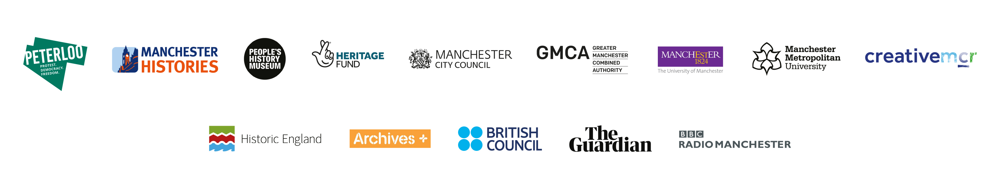 PETERLOO
PROTEST.
DEMOCRACY.
FREEDOM.
MANCHESTER
HISTORIES
PEOPLE'S
HISTORY
MUSEUM
HERITAGE
FUND
MANCHESTER
CITY COUNCIL
GMCA
GREATER
MANCHESTER
COMBINED
AUTHORITY
MANCHESTER
1824
The University of Manchester
Manchester
Metropolitan
University
creativemcr
Historic England
Archives +
BRITISH
COUNCIL
The
Guardian
BBC
RADIO MANCHESTER